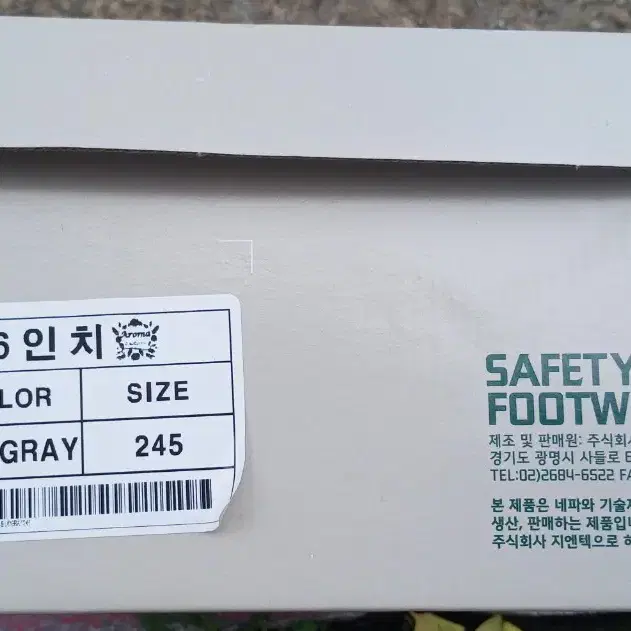 6인치 Aroma
LOR SIZE
GRAY 245
SAFETY
FOOTW
제조 및 판매원: 주식회사
경기도 광명시 사들로
TEL:02)2684-6522 FA
본 제품은 네파와 기술제
생산, 판매하는 제품입니
주식회사 지엔텍으로 하